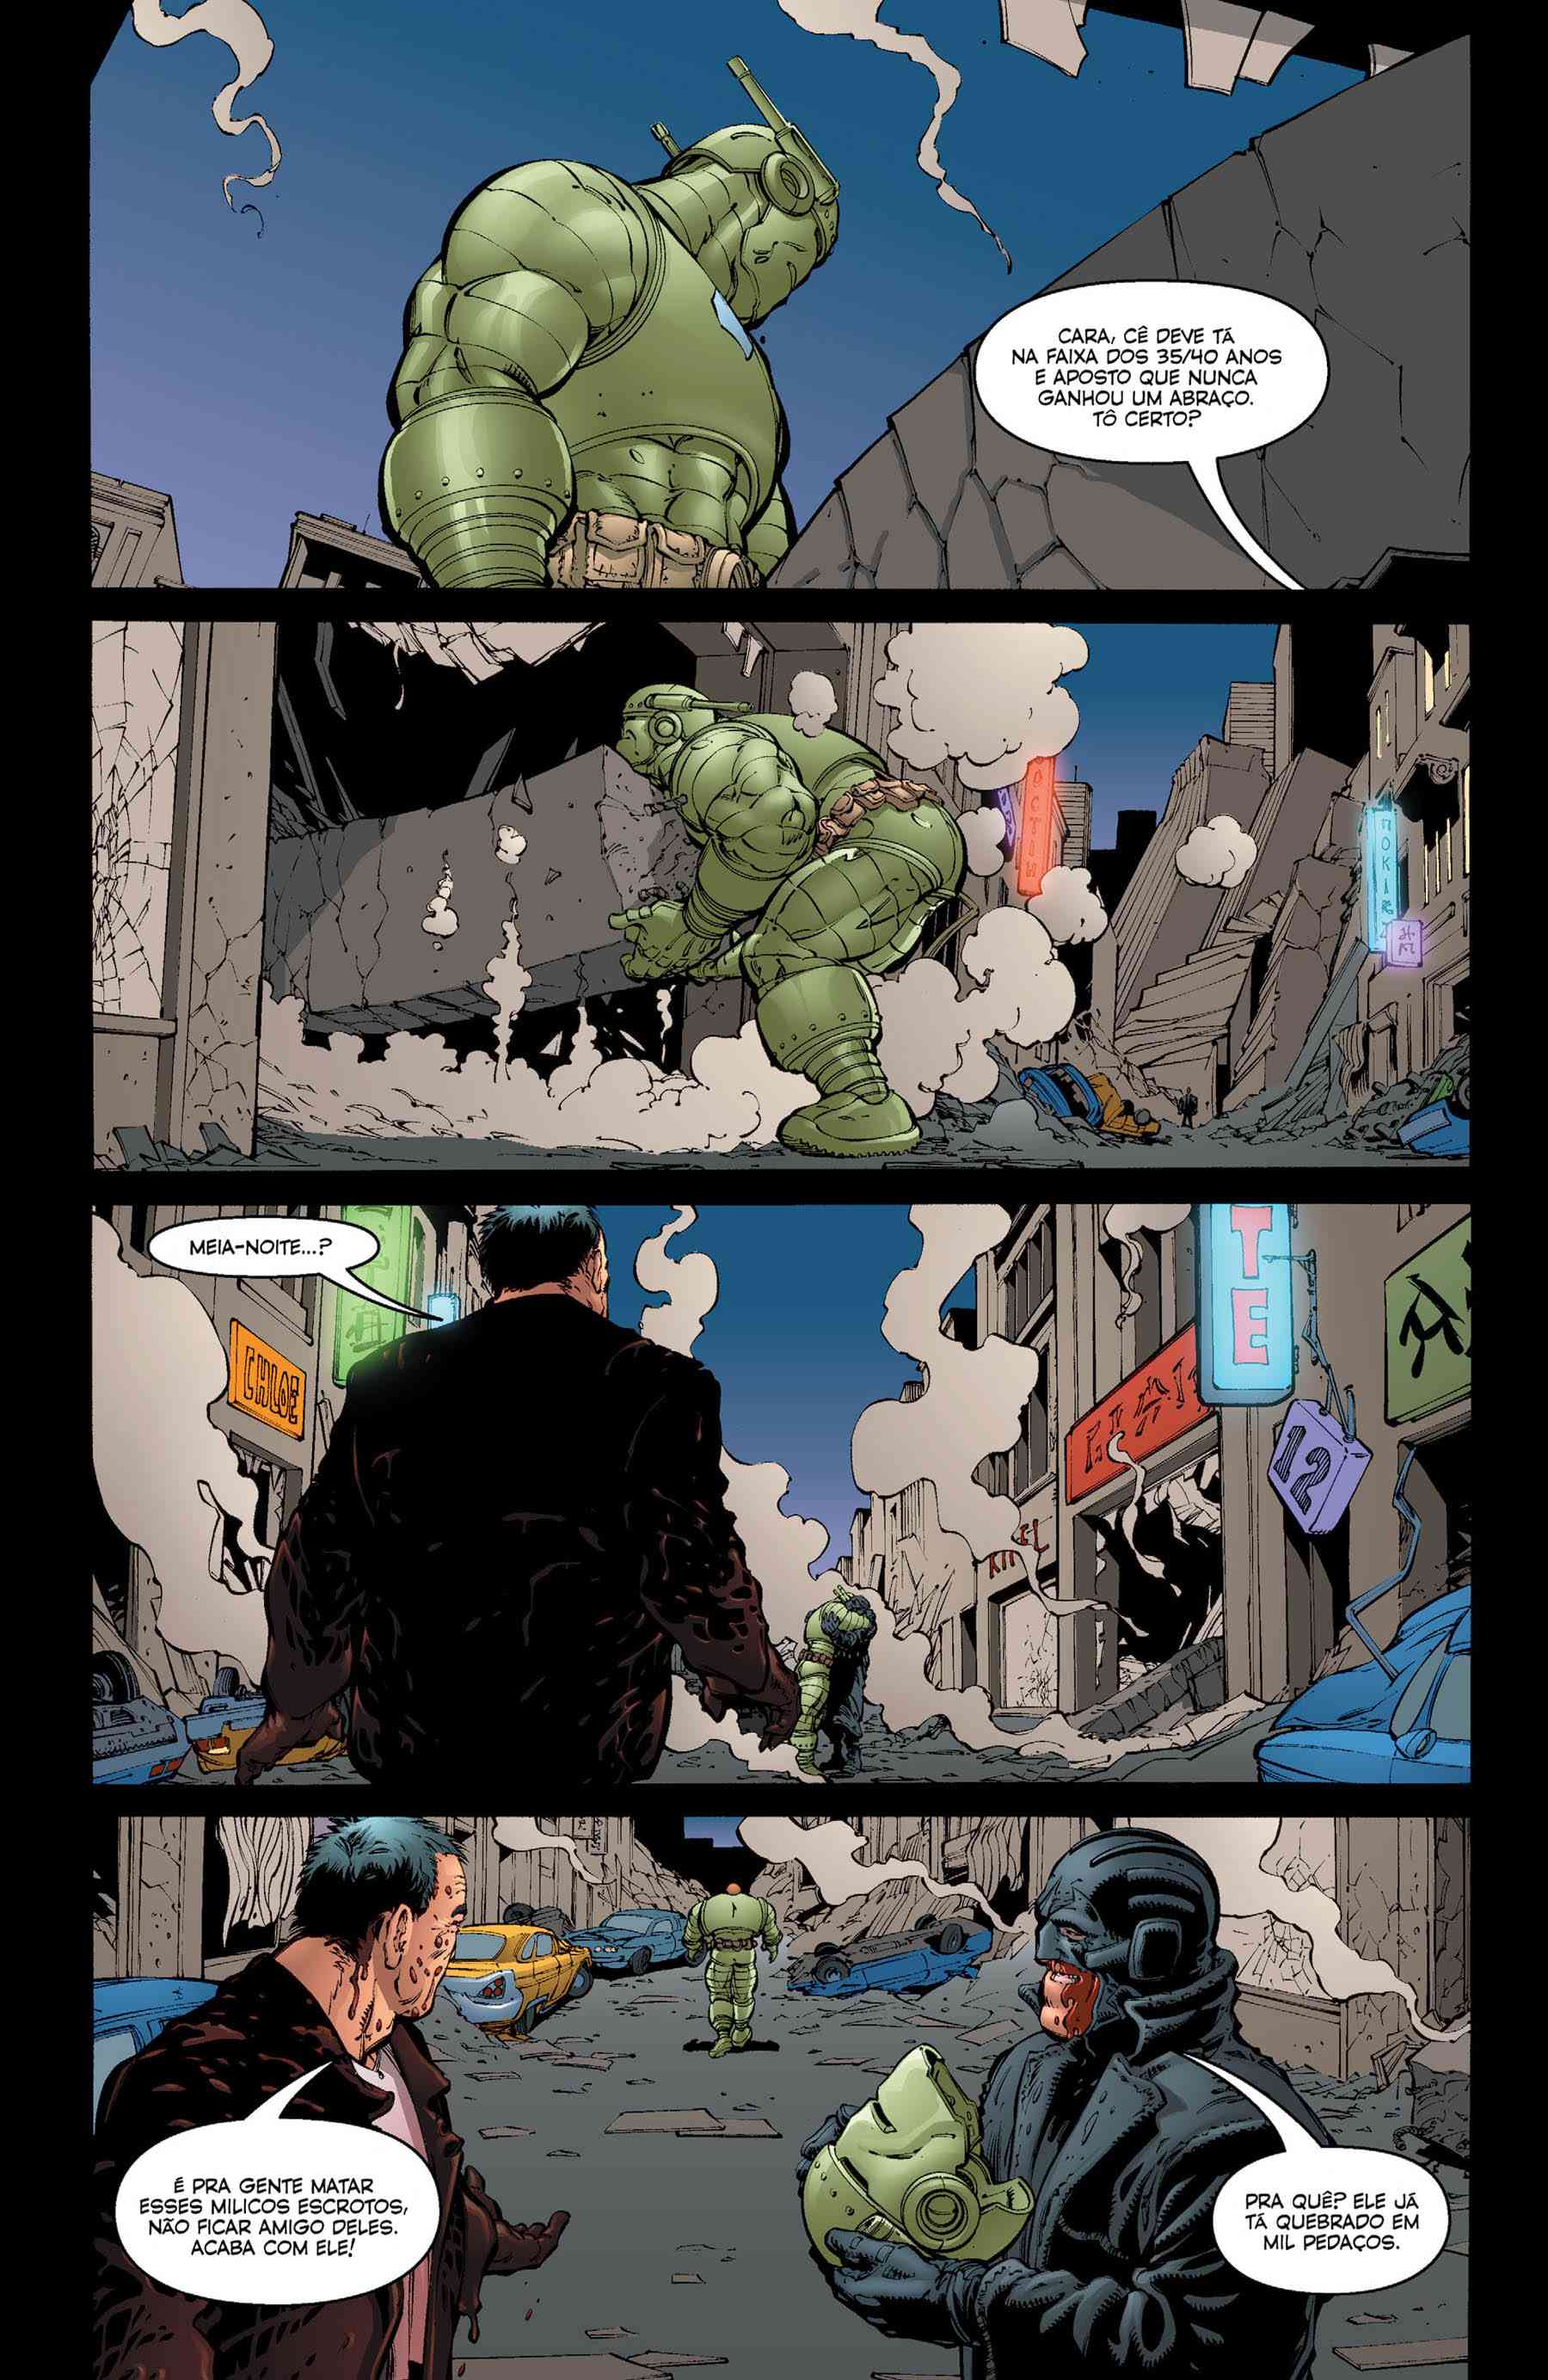 CARA, CÊ DEVE TÁ
NA FAIXA DOS 35/40 ANOS
E APOSTO QUE NUNCA
GANHOU UM ABRAÇO.
TÔ CERTO?
MEIA-NOITE...?
CHLOE
TE
12
É PRA GENTE MATAR
ESSES MILICOS ESCROTOS,
NÃO FICAR AMIGO DELES.
ACABA COM ELE!
PRA QUÊ? ELE JÁ
TÁ QUEBRADO EM
MIL PEDAÇOS.